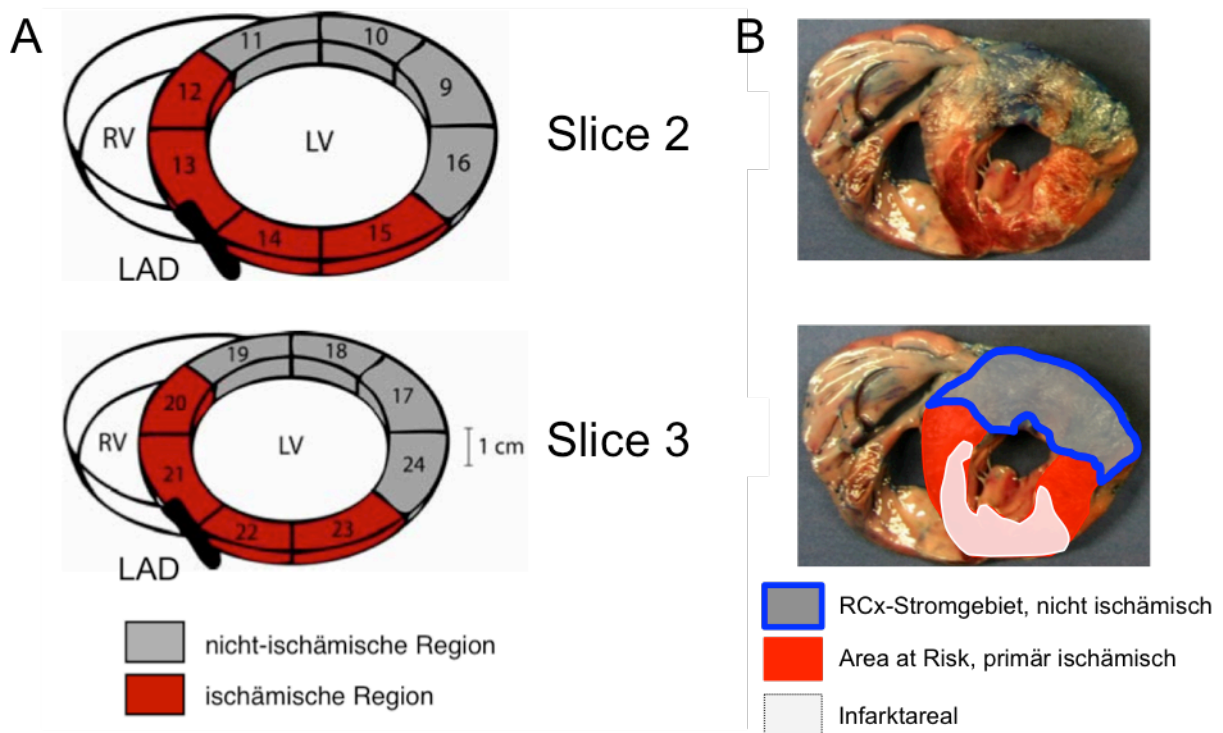 A
11
10
12
9
RV
LV
13
16
14
15
LAD
Slice 2
19
18
20
17
RV
LV
21
24
22
23
LAD
1 cm
Slice 3
nicht-ischämische Region
ischämische Region
B
RCx-Stromgebiet, nicht ischämisch
Area at Risk, primär ischämisch
Infarktareal